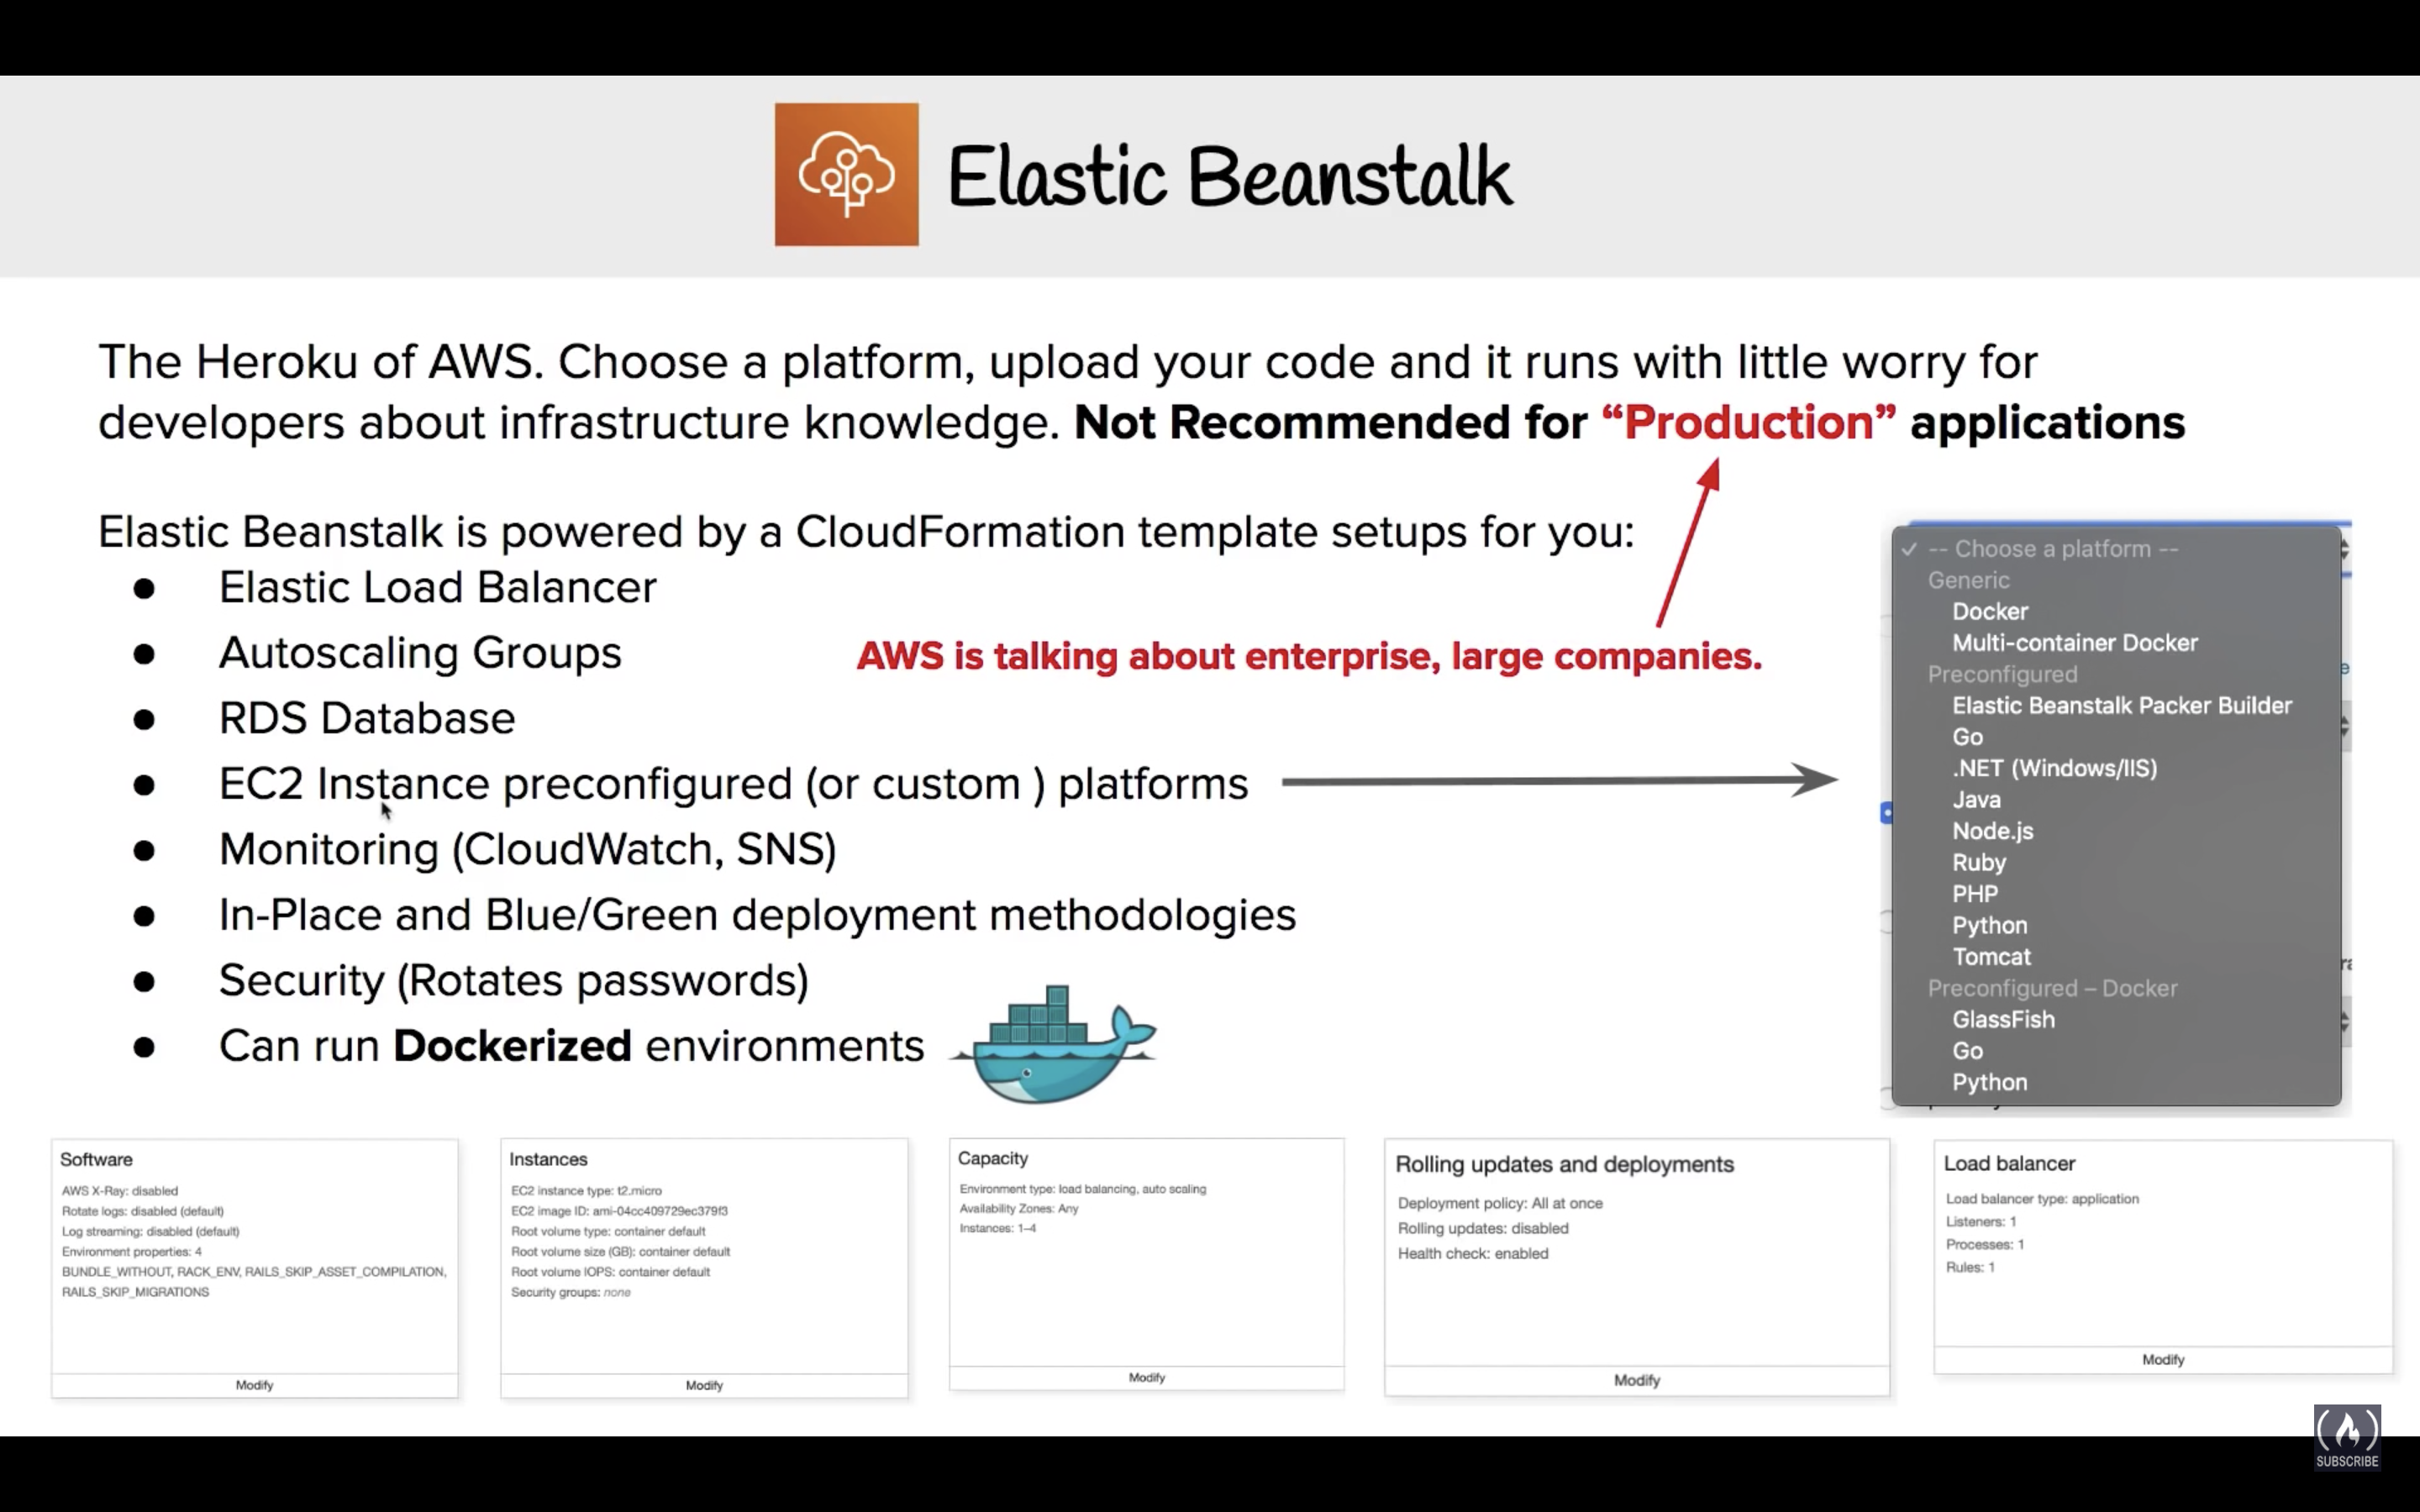 Elastic Beanstalk
The Heroku of AWS. Choose a platform, upload your code and it runs with little worry for
developers about infrastructure knowledge. Not Recommended for “Production” applications
Elastic Beanstalk is powered by a CloudFormation template setups for you:
● Elastic Load Balancer
● Autoscaling Groups
● RDS Database
● EC2 Instance preconfigured (or custom ) platforms
● Monitoring (CloudWatch, SNS)
● In-Place and Blue/Green deployment methodologies
● Security (Rotates passwords)
● Can run Dockerized environments
AWS is talking about enterprise, large companies.
✓ -- Choose a platform --
Generic
Docker
Multi-container Docker
Preconfigured
Elastic Beanstalk Packer Builder
Go
.NET (Windows/IIS)
Java
Node.js
Ruby
PHP
Python
Tomcat
Preconfigured – Docker
GlassFish
Go
Python
Software
AWS X-Ray: disabled
Rotate logs: disabled (default)
Log streaming: disabled (default)
Environment properties: 4
BUNDLE_WITHOUT, RACK_ENV, RAILS_SKIP_ASSET_COMPILATION,
RAILS_SKIP_MIGRATIONS
Modify
Instances
EC2 instance type: t2.micro
EC2 image ID: ami-04cc409729ec379f3
Root volume type: container default
Root volume size (GB): container default
Root volume IOPS: container default
Security groups: none
Modify
Capacity
Environment type: load balancing, auto scaling
Availability Zones: Any
Instances: 1–4
Modify
Rolling updates and deployments
Deployment policy: All at once
Rolling updates: disabled
Health check: enabled
Modify
Load balancer
Load balancer type: application
Listeners: 1
Processes: 1
Rules: 1
Modify
SUBSCRIBE